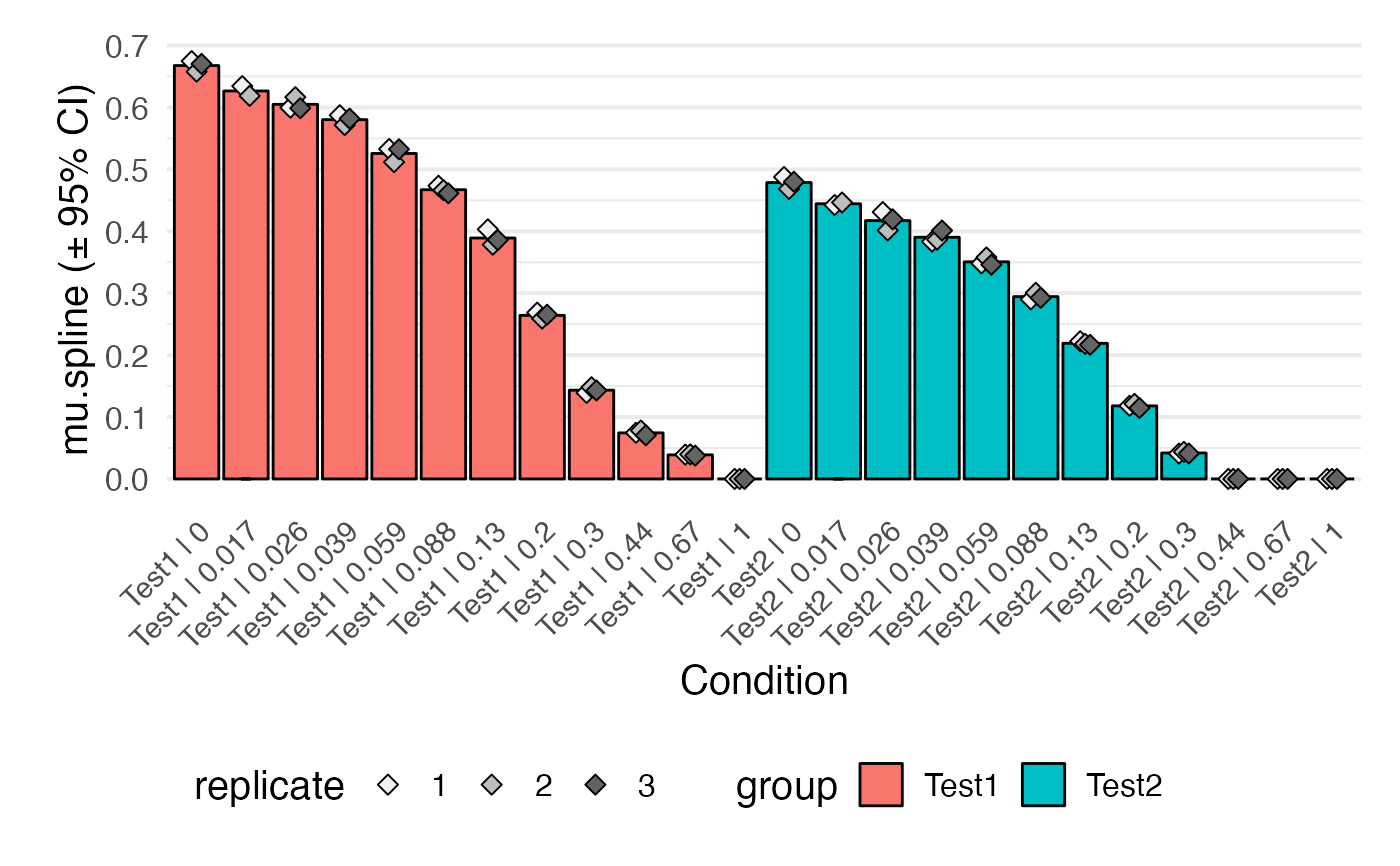 mu.spline (± 95% CI)
0.7
0.6
0.5
0.4
0.3
0.2
0.1
0.0
Test1 | 0
Test1 | 0.017
Test1 | 0.026
Test1 | 0.039
Test1 | 0.059
Test1 | 0.088
Test1 | 0.13
Test1 | 0.2
Test1 | 0.3
Test1 | 0.44
Test1 | 0.67
Test1 | 1
Test2 | 0
Test2 | 0.017
Test2 | 0.026
Test2 | 0.039
Test2 | 0.059
Test2 | 0.088
Test2 | 0.13
Test2 | 0.2
Test2 | 0.3
Test2 | 0.44
Test2 | 0.67
Test2 | 1
Condition
replicate 1 2 3 group Test1 Test2